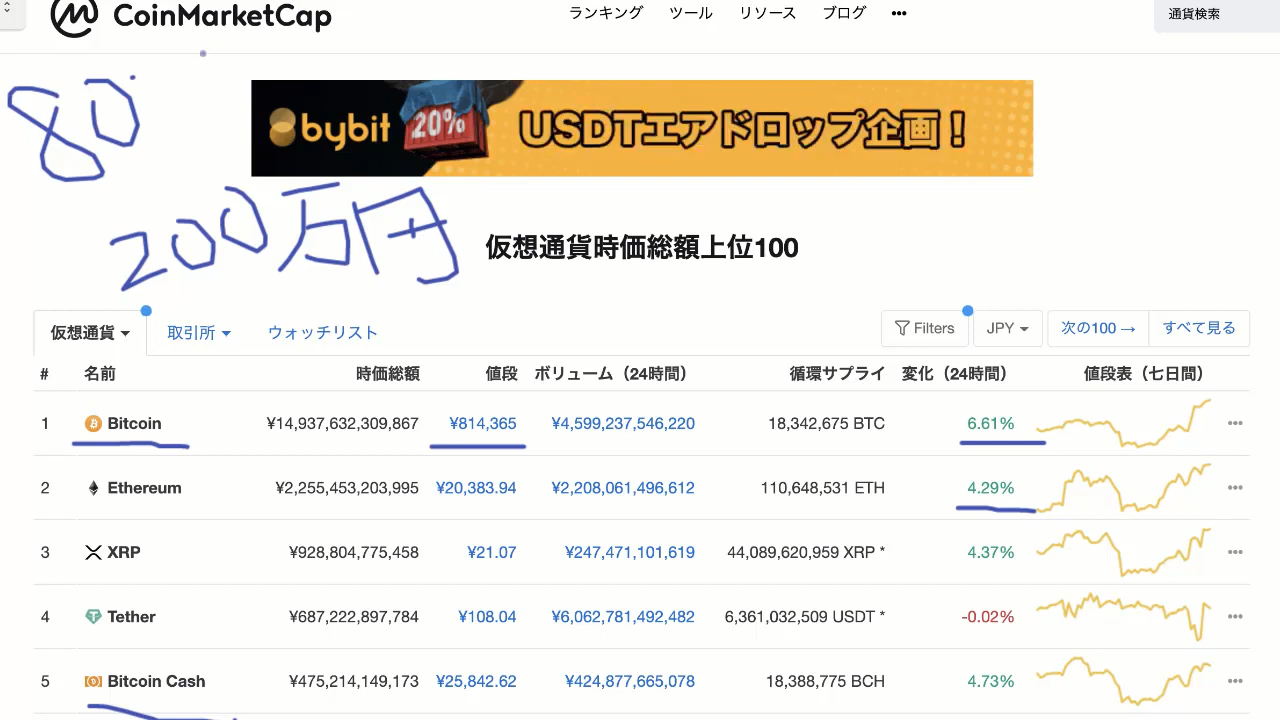 CoinMarketCap ランキング ツール リソース ブログ ••• 通貨検索
80
bybit 20% USDTエアドロップ企画！
200万円
仮想通貨時価総額上位100
仮想通貨 取引所 ウォッチリスト Filters JPY 次の100 → すべて見る
# 名前 時価総額 値段 ボリューム（24時間） 循環サプライ 変化（24時間） 値段表（七日間）
1 Bitcoin ¥14,937,632,309,867 ¥814,365 ¥4,599,237,546,220 18,342,675 BTC 6.61% •••
2 Ethereum ¥2,255,453,203,995 ¥20,383.94 ¥2,208,061,496,612 110,648,531 ETH 4.29% •••
3 XRP ¥928,804,775,458 ¥21.07 ¥247,471,101,619 44,089,620,959 XRP * 4.37% •••
4 Tether ¥687,222,897,784 ¥108.04 ¥6,062,781,492,482 6,361,032,509 USDT * -0.02% •••
5 Bitcoin Cash ¥475,214,149,173 ¥25,842.62 ¥424,877,665,078 18,388,775 BCH 4.73% •••